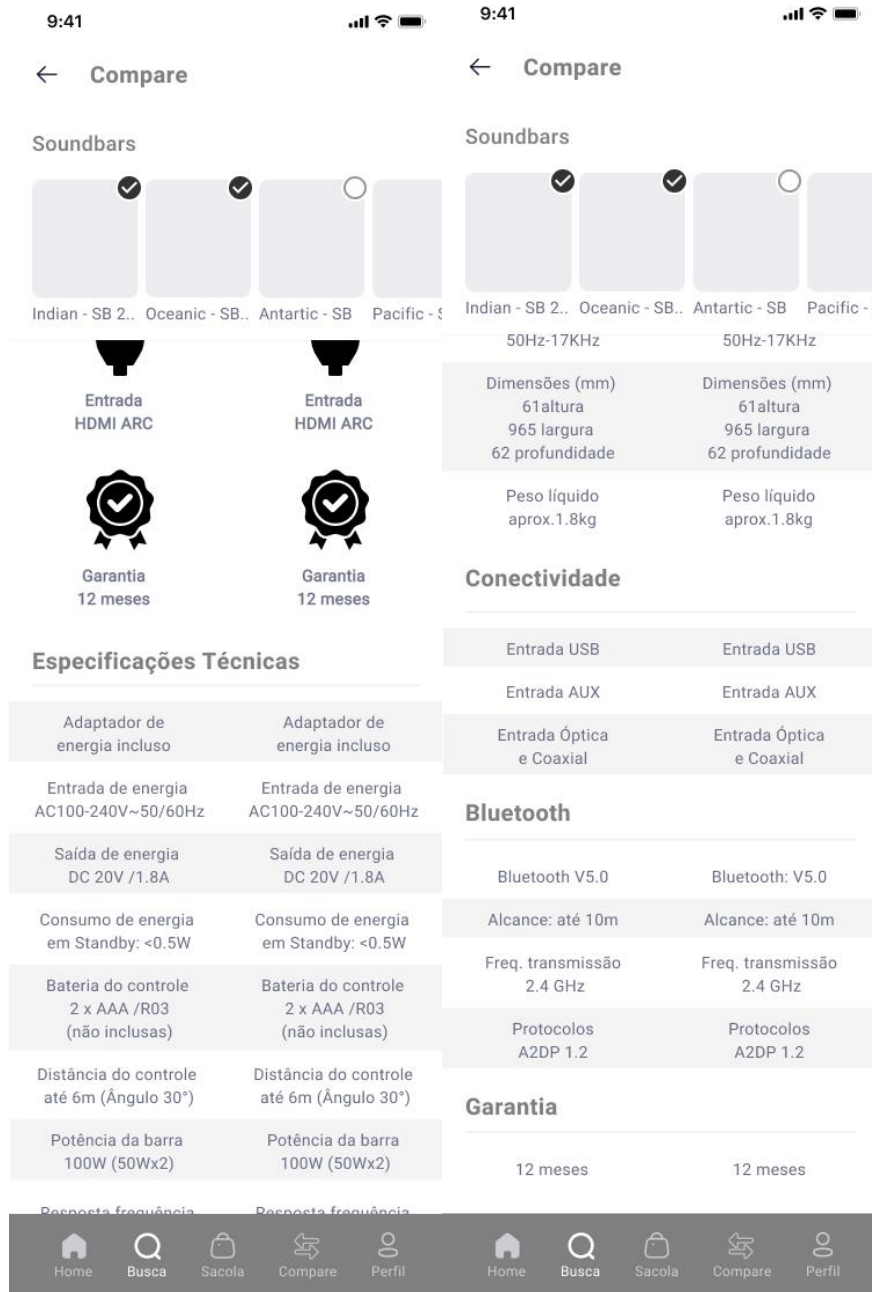 9:41
Compare
Soundbars
Indian - SB 2.. Oceanic - SB.. Antartic - SB Pacific - S
Entrada Entrada
HDMI ARC HDMI ARC
Garantia Garantia
12 meses 12 meses
Especificações Técnicas
Adaptador de Adaptador de
energia incluso energia incluso
Entrada de energia Entrada de energia
AC100-240V~50/60Hz AC100-240V~50/60Hz
Saída de energia Saída de energia
DC 20V /1.8A DC 20V /1.8A
Consumo de energia Consumo de energia
em Standby: <0.5W em Standby: <0.5W
Bateria do controle Bateria do controle
2 x AAA /R03 2 x AAA /R03
(não inclusas) (não inclusas)
Distância do controle Distância do controle
até 6m (Ângulo 30°) até 6m (Ângulo 30°)
Potência da barra Potência da barra
100W (50Wx2) 100W (50Wx2)
Resposta frequência Resposta frequência
Home Busca Sacola Compare Perfil
9:41
Compare
Soundbars
Indian - SB 2.. Oceanic - SB.. Antartic - SB Pacific -
50Hz-17KHz 50Hz-17KHz
Dimensões (mm) Dimensões (mm)
61altura 61altura
965 largura 965 largura
62 profundidade 62 profundidade
Peso líquido Peso líquido
aprox.1.8kg aprox.1.8kg
Conectividade
Entrada USB Entrada USB
Entrada AUX Entrada AUX
Entrada Óptica Entrada Óptica
e Coaxial e Coaxial
Bluetooth
Bluetooth V5.0 Bluetooth: V5.0
Alcance: até 10m Alcance: até 10m
Freq. transmissão Freq. transmissão
2.4 GHz 2.4 GHz
Protocolos Protocolos
A2DP 1.2 A2DP 1.2
Garantia
12 meses 12 meses
Home Busca Sacola Compare Perfil